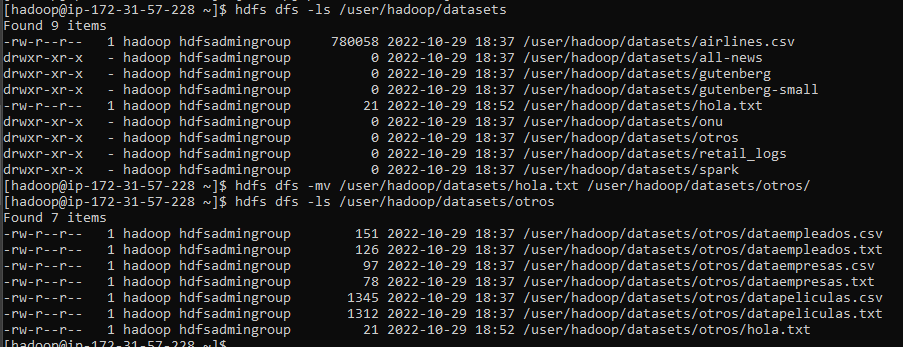 [hadoop@ip-172-31-57-228 ~]$ hdfs dfs -ls /user/hadoop/datasets
Found 9 items
-rw-r--r--   1 hadoop hdfsadmingroup     780058 2022-10-29 18:37 /user/hadoop/datasets/airlines.csv
drwxr-xr-x   - hadoop hdfsadmingroup          0 2022-10-29 18:37 /user/hadoop/datasets/all-news
drwxr-xr-x   - hadoop hdfsadmingroup          0 2022-10-29 18:37 /user/hadoop/datasets/gutenberg
drwxr-xr-x   - hadoop hdfsadmingroup          0 2022-10-29 18:37 /user/hadoop/datasets/gutenberg-small
-rw-r--r--   1 hadoop hdfsadmingroup         21 2022-10-29 18:52 /user/hadoop/datasets/hola.txt
drwxr-xr-x   - hadoop hdfsadmingroup          0 2022-10-29 18:37 /user/hadoop/datasets/onu
drwxr-xr-x   - hadoop hdfsadmingroup          0 2022-10-29 18:37 /user/hadoop/datasets/otros
drwxr-xr-x   - hadoop hdfsadmingroup          0 2022-10-29 18:37 /user/hadoop/datasets/retail_logs
drwxr-xr-x   - hadoop hdfsadmingroup          0 2022-10-29 18:37 /user/hadoop/datasets/spark
[hadoop@ip-172-31-57-228 ~]$ hdfs dfs -mv /user/hadoop/datasets/hola.txt /user/hadoop/datasets/otros/
[hadoop@ip-172-31-57-228 ~]$ hdfs dfs -ls /user/hadoop/datasets/otros
Found 7 items
-rw-r--r--   1 hadoop hdfsadmingroup        151 2022-10-29 18:37 /user/hadoop/datasets/otros/dataempleados.csv
-rw-r--r--   1 hadoop hdfsadmingroup        126 2022-10-29 18:37 /user/hadoop/datasets/otros/dataempleados.txt
-rw-r--r--   1 hadoop hdfsadmingroup         97 2022-10-29 18:37 /user/hadoop/datasets/otros/dataempresas.csv
-rw-r--r--   1 hadoop hdfsadmingroup         78 2022-10-29 18:37 /user/hadoop/datasets/otros/dataempresas.txt
-rw-r--r--   1 hadoop hdfsadmingroup       1345 2022-10-29 18:37 /user/hadoop/datasets/otros/datapeliculas.csv
-rw-r--r--   1 hadoop hdfsadmingroup       1312 2022-10-29 18:37 /user/hadoop/datasets/otros/datapeliculas.txt
-rw-r--r--   1 hadoop hdfsadmingroup         21 2022-10-29 18:52 /user/hadoop/datasets/otros/hola.txt
[hadoop@ip-172-31-57-228 ~]$